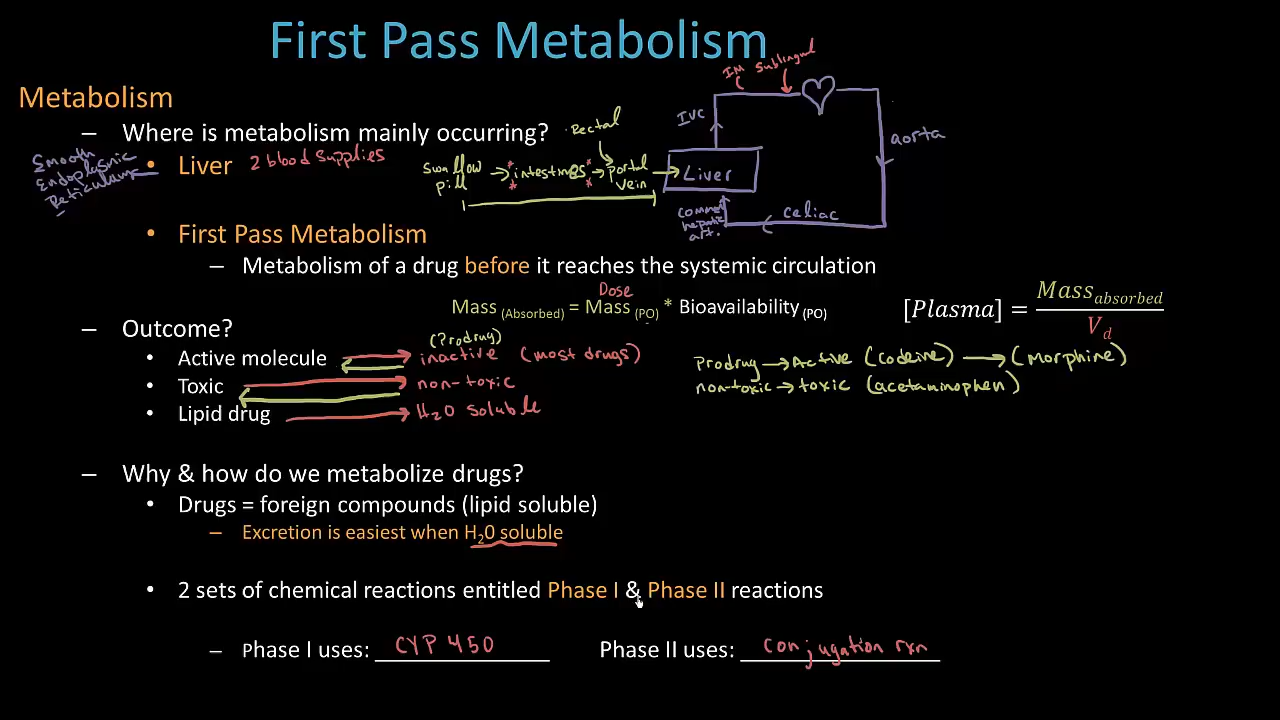 First Pass Metabolism
IM Sublingual
Metabolism
IVC
aorta
– Where is metabolism mainly occurring?
Rectal
Smooth
Endoplasmic
Reticulum
• Liver 2 blood supplies
swallow pill → intestines → portal vein → Liver
common hepatic art.
celiac
• First Pass Metabolism
– Metabolism of a drug before it reaches the systemic circulation
Dose
Mass (Absorbed) = Mass (PO) * Bioavailability (PO)
[Plasma] = Mass absorbed / V d
– Outcome?
(Prodrug)
• Active molecule → inactive (most drugs)
Prodrug → Active (codeine) → (morphine)
• Toxic → non-toxic
non-toxic → toxic (acetaminophen)
• Lipid drug → H₂O soluble
– Why & how do we metabolize drugs?
• Drugs = foreign compounds (lipid soluble)
– Excretion is easiest when H₂0 soluble
• 2 sets of chemical reactions entitled Phase I & Phase II reactions
– Phase I uses: CYP 450 Phase II uses: conjugation rxn